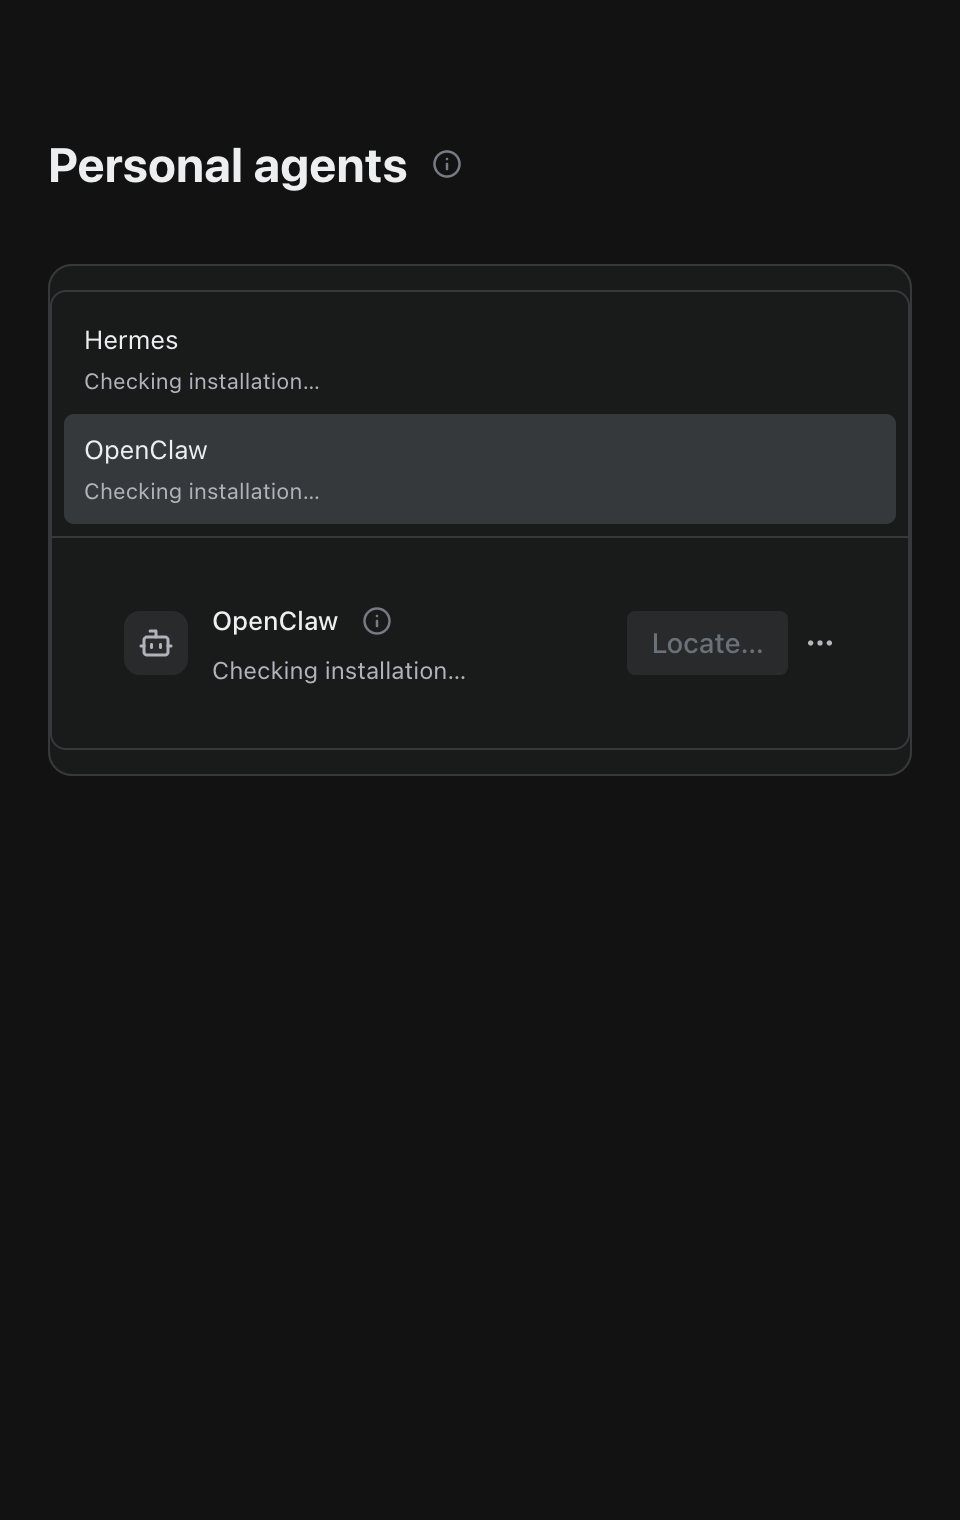 Personal agents
Hermes
Checking installation...
OpenClaw
Checking installation...
OpenClaw
Locate...
Checking installation...